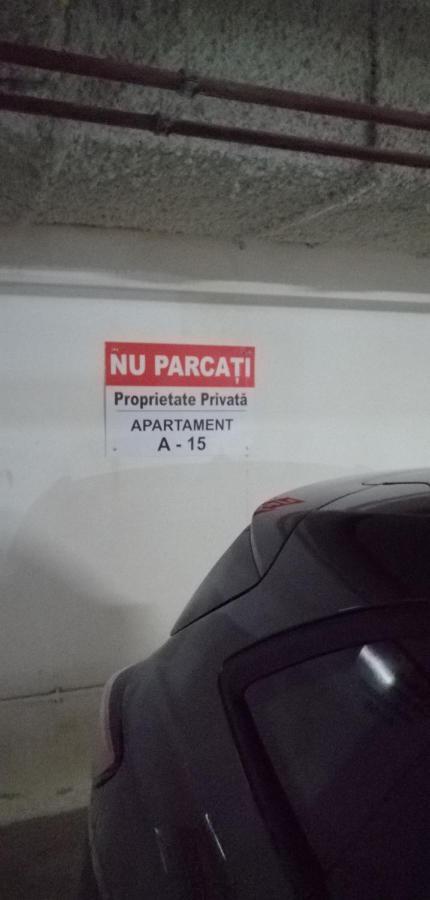 NU PARCAȚI
Proprietate Privată
APARTAMENT
A - 15